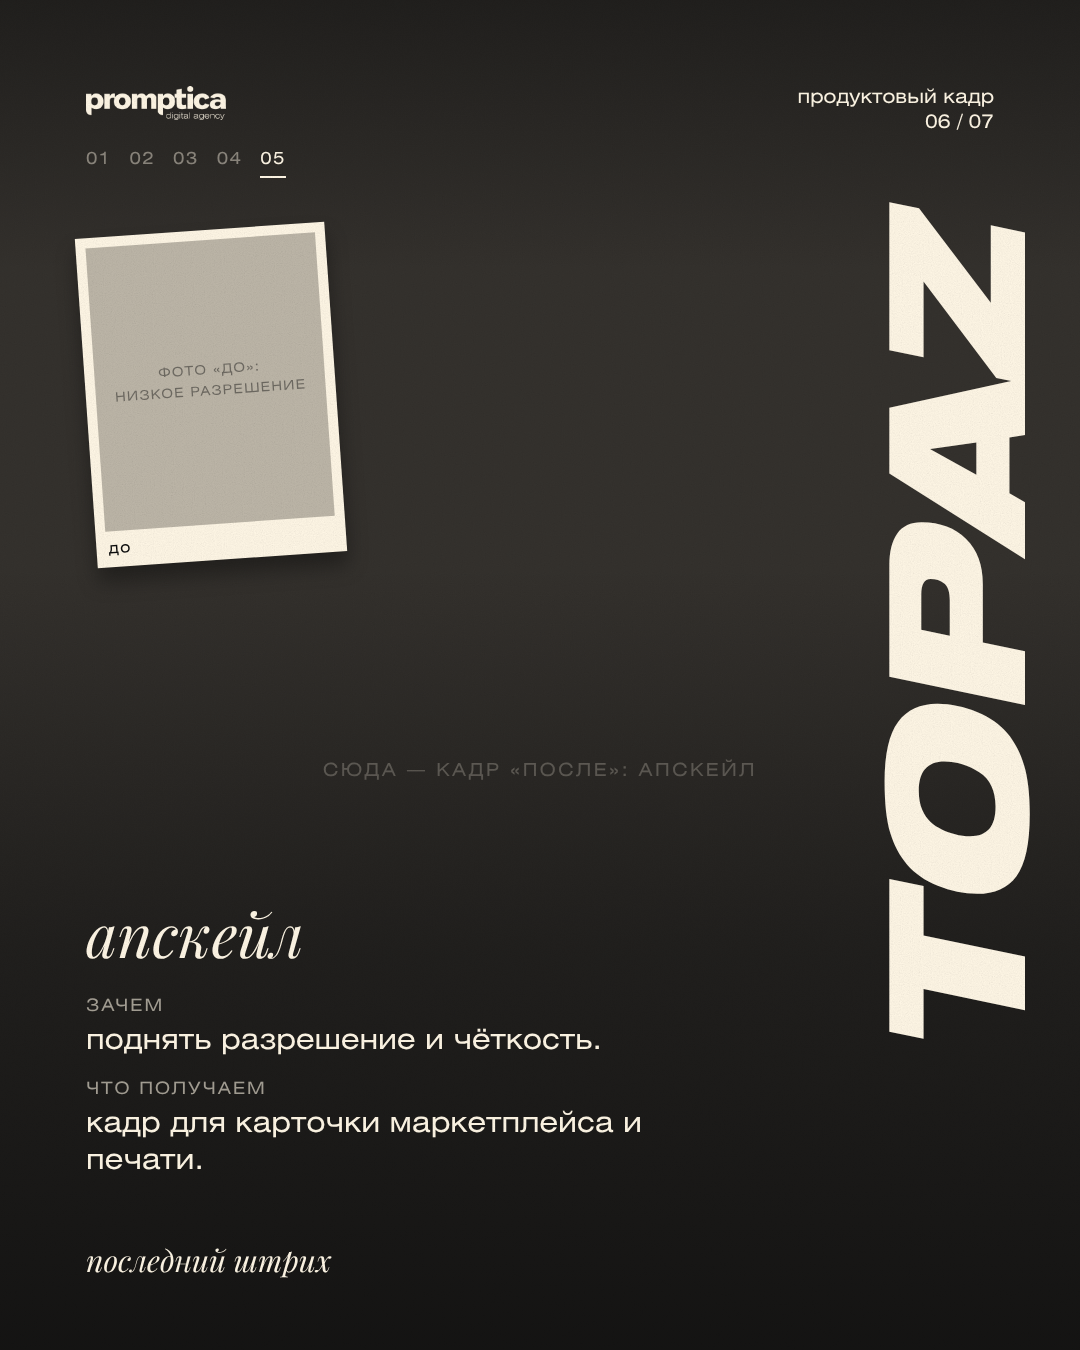 promptica
digital agency
продуктовый кадр
06 / 07
01 02 03 04 05
TOPAZ
ФОТО «ДО»:
НИЗКОЕ РАЗРЕШЕНИЕ
ДО
СЮДА — КАДР «ПОСЛЕ»: АПСКЕЙЛ
апскейл
ЗАЧЕМ
поднять разрешение и чёткость.
ЧТО ПОЛУЧАЕМ
кадр для карточки маркетплейса и
печати.
последний штрих